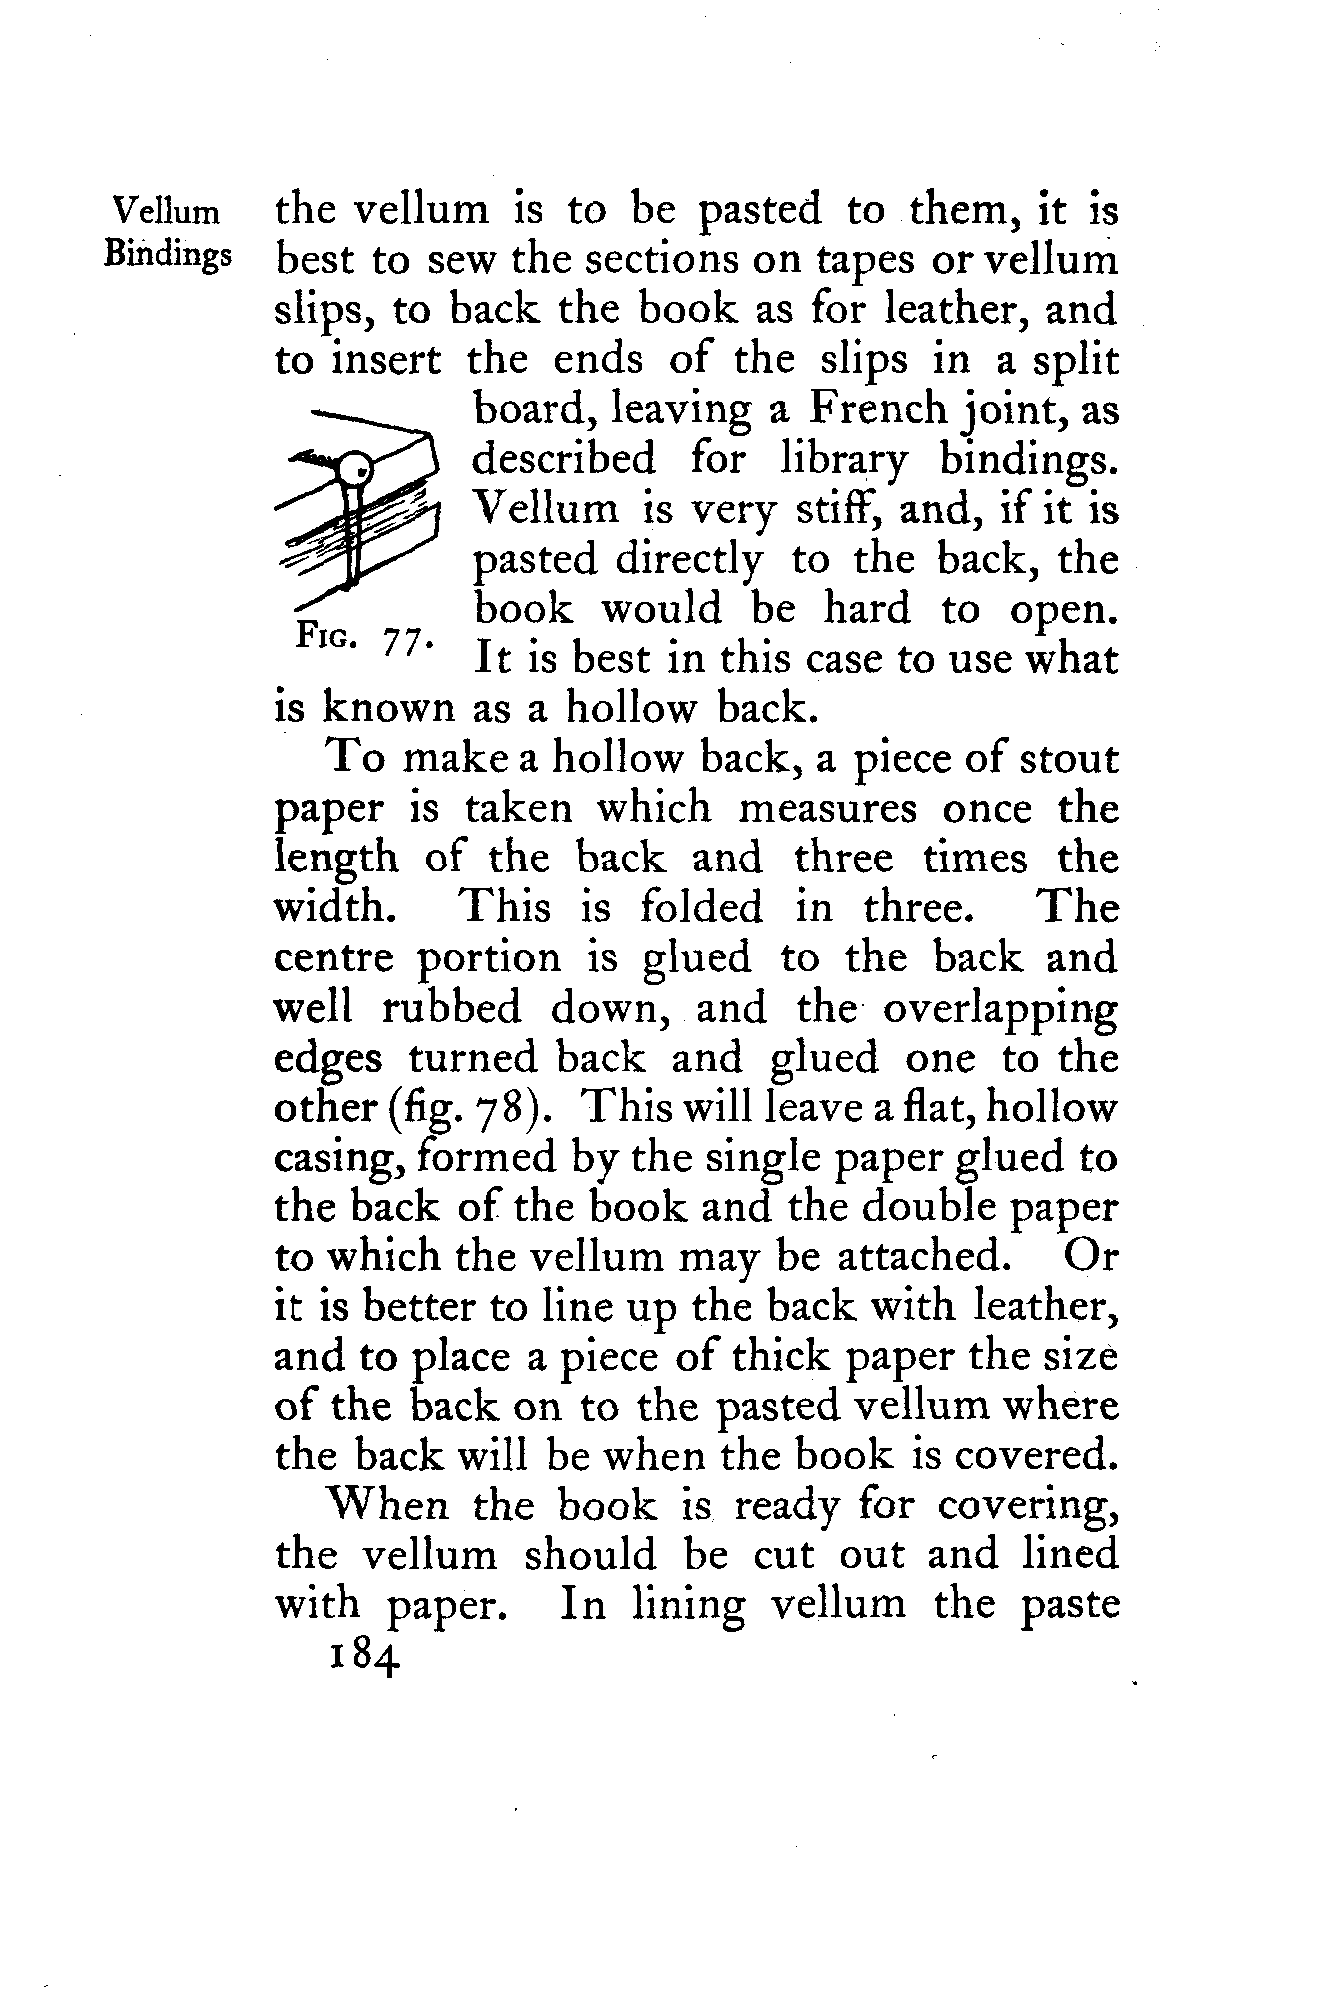 Vellum
Bindings
the vellum is to be pasted to them, it is
best to sew the sections on tapes or vellum
slips, to back the book as for leather, and
to insert the ends of the slips in a split
board, leaving a French joint, as
described for library bindings.
Vellum is very stiff, and, if it is
pasted directly to the back, the
book would be hard to open.
It is best in this case to use what
Fig. 77.
is known as a hollow back.
To make a hollow back, a piece of stout
paper is taken which measures once the
length of the back and three times the
width. This is folded in three. The
centre portion is glued to the back and
well rubbed down, and the overlapping
edges turned back and glued one to the
other (fig. 78). This will leave a flat, hollow
casing, formed by the single paper glued to
the back of the book and the double paper
to which the vellum may be attached. Or
it is better to line up the back with leather,
and to place a piece of thick paper the size
of the back on to the pasted vellum where
the back will be when the book is covered.
When the book is ready for covering,
the vellum should be cut out and lined
with paper. In lining vellum the paste
184